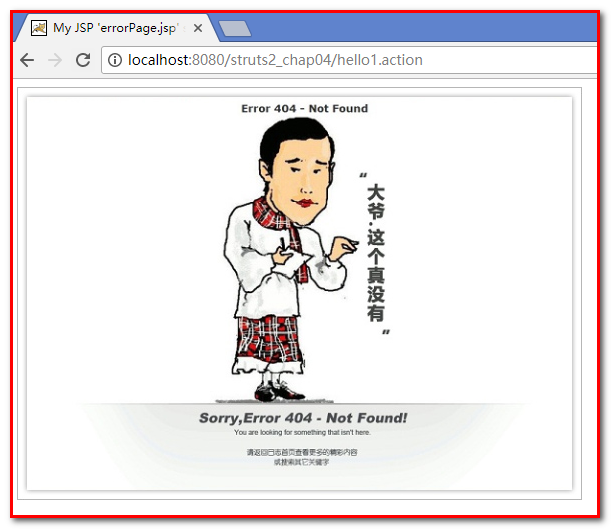 My JSP 'errorPage.jsp' s
localhost:8080/struts2_chap04/hello1.action
Error 404 - Not Found
“大爷·这个真没有”
Sorry,Error 404 - Not Found!
You are looking for something that isn't here.
请返回日志首页查看更多的精彩内容
或搜索其它关键字